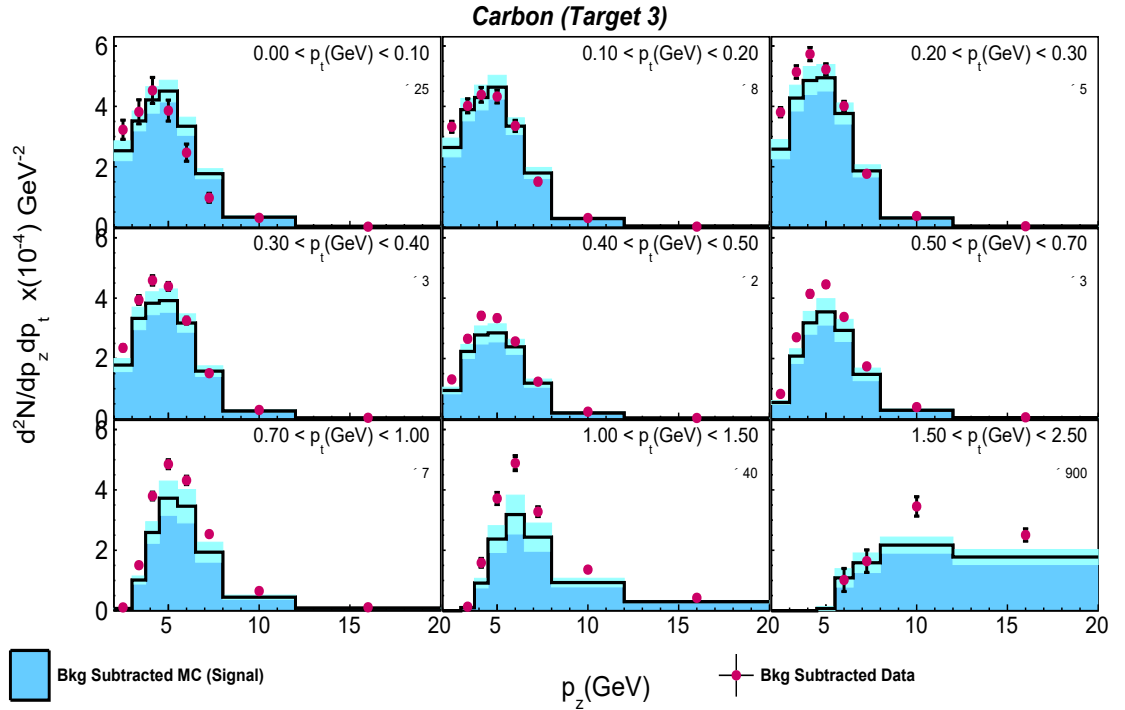 Carbon (Target 3)
d²N/dp_z dp_t x(10⁻⁴) GeV⁻²
6
4
2
0
0.00 < p_t(GeV) < 0.10
´ 25
0.10 < p_t(GeV) < 0.20
´ 8
0.20 < p_t(GeV) < 0.30
´ 5
6
4
2
0
0.30 < p_t(GeV) < 0.40
´ 3
0.40 < p_t(GeV) < 0.50
´ 2
0.50 < p_t(GeV) < 0.70
´ 3
6
4
2
0
0.70 < p_t(GeV) < 1.00
´ 7
1.00 < p_t(GeV) < 1.50
´ 40
1.50 < p_t(GeV) < 2.50
´ 900
5 10 15 20 5 10 15 20 5 10 15 20
p_z(GeV)
Bkg Subtracted MC (Signal)
Bkg Subtracted Data